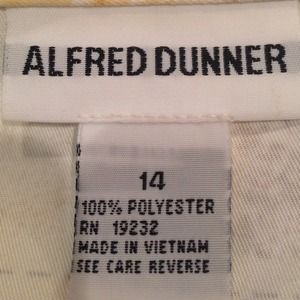 ALFRED DUNNER
14
100% POLYESTER
RN 19232
MADE IN VIETNAM
SEE CARE REVERSE